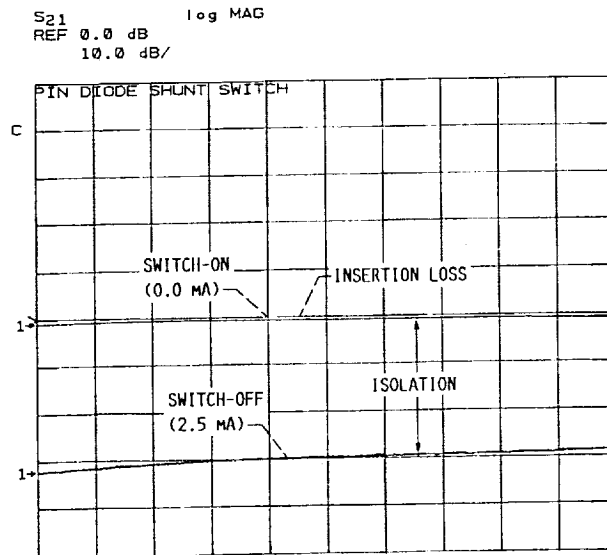 S21 log MAG
REF 0.0 dB
10.0 dB/
PIN DIODE SHUNT SWITCH
C
SWITCH-ON
(0.0 MA)
INSERTION LOSS
1
ISOLATION
SWITCH-OFF
(2.5 MA)
1